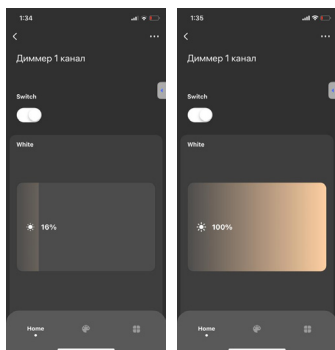 1:34
Диммер 1 канал
Switch
White
16%
Home
1:35
Диммер 1 канал
Switch
White
100%
Home